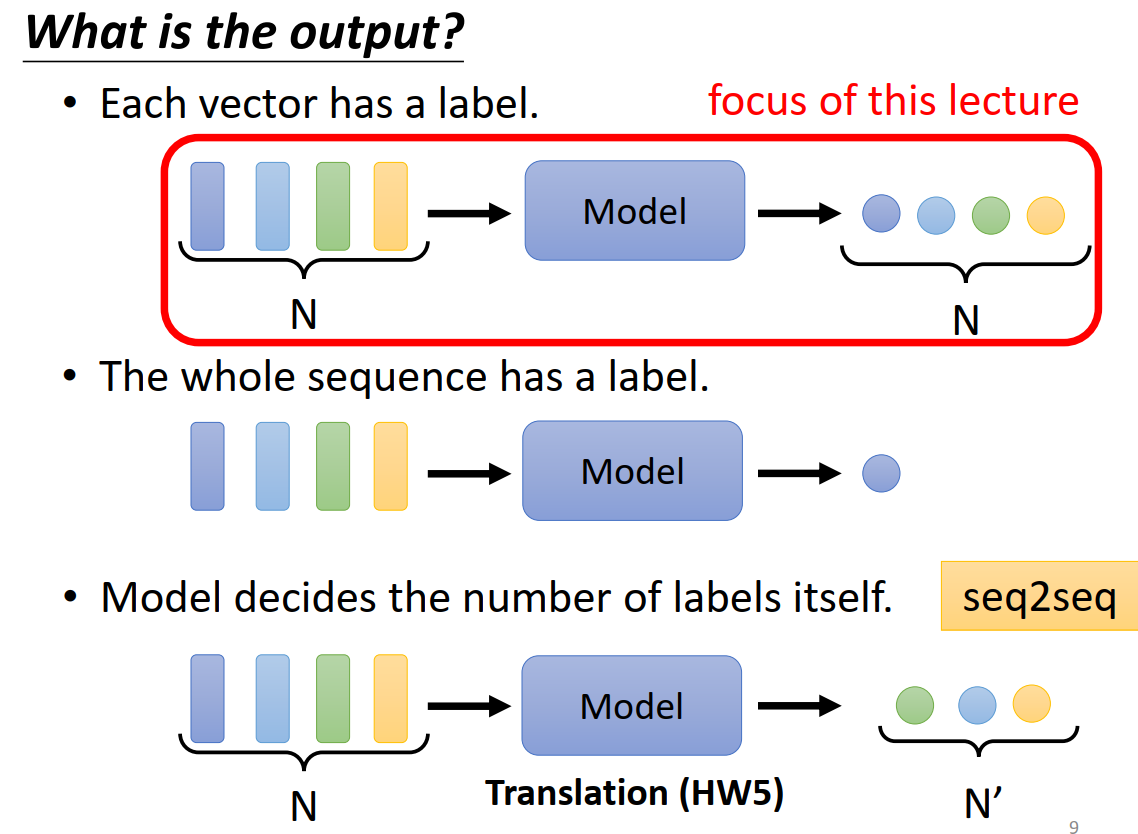 What is the output?
• Each vector has a label.
focus of this lecture
Model
N
N
• The whole sequence has a label.
Model
• Model decides the number of labels itself.
seq2seq
Model
N
Translation (HW5)
N’
9